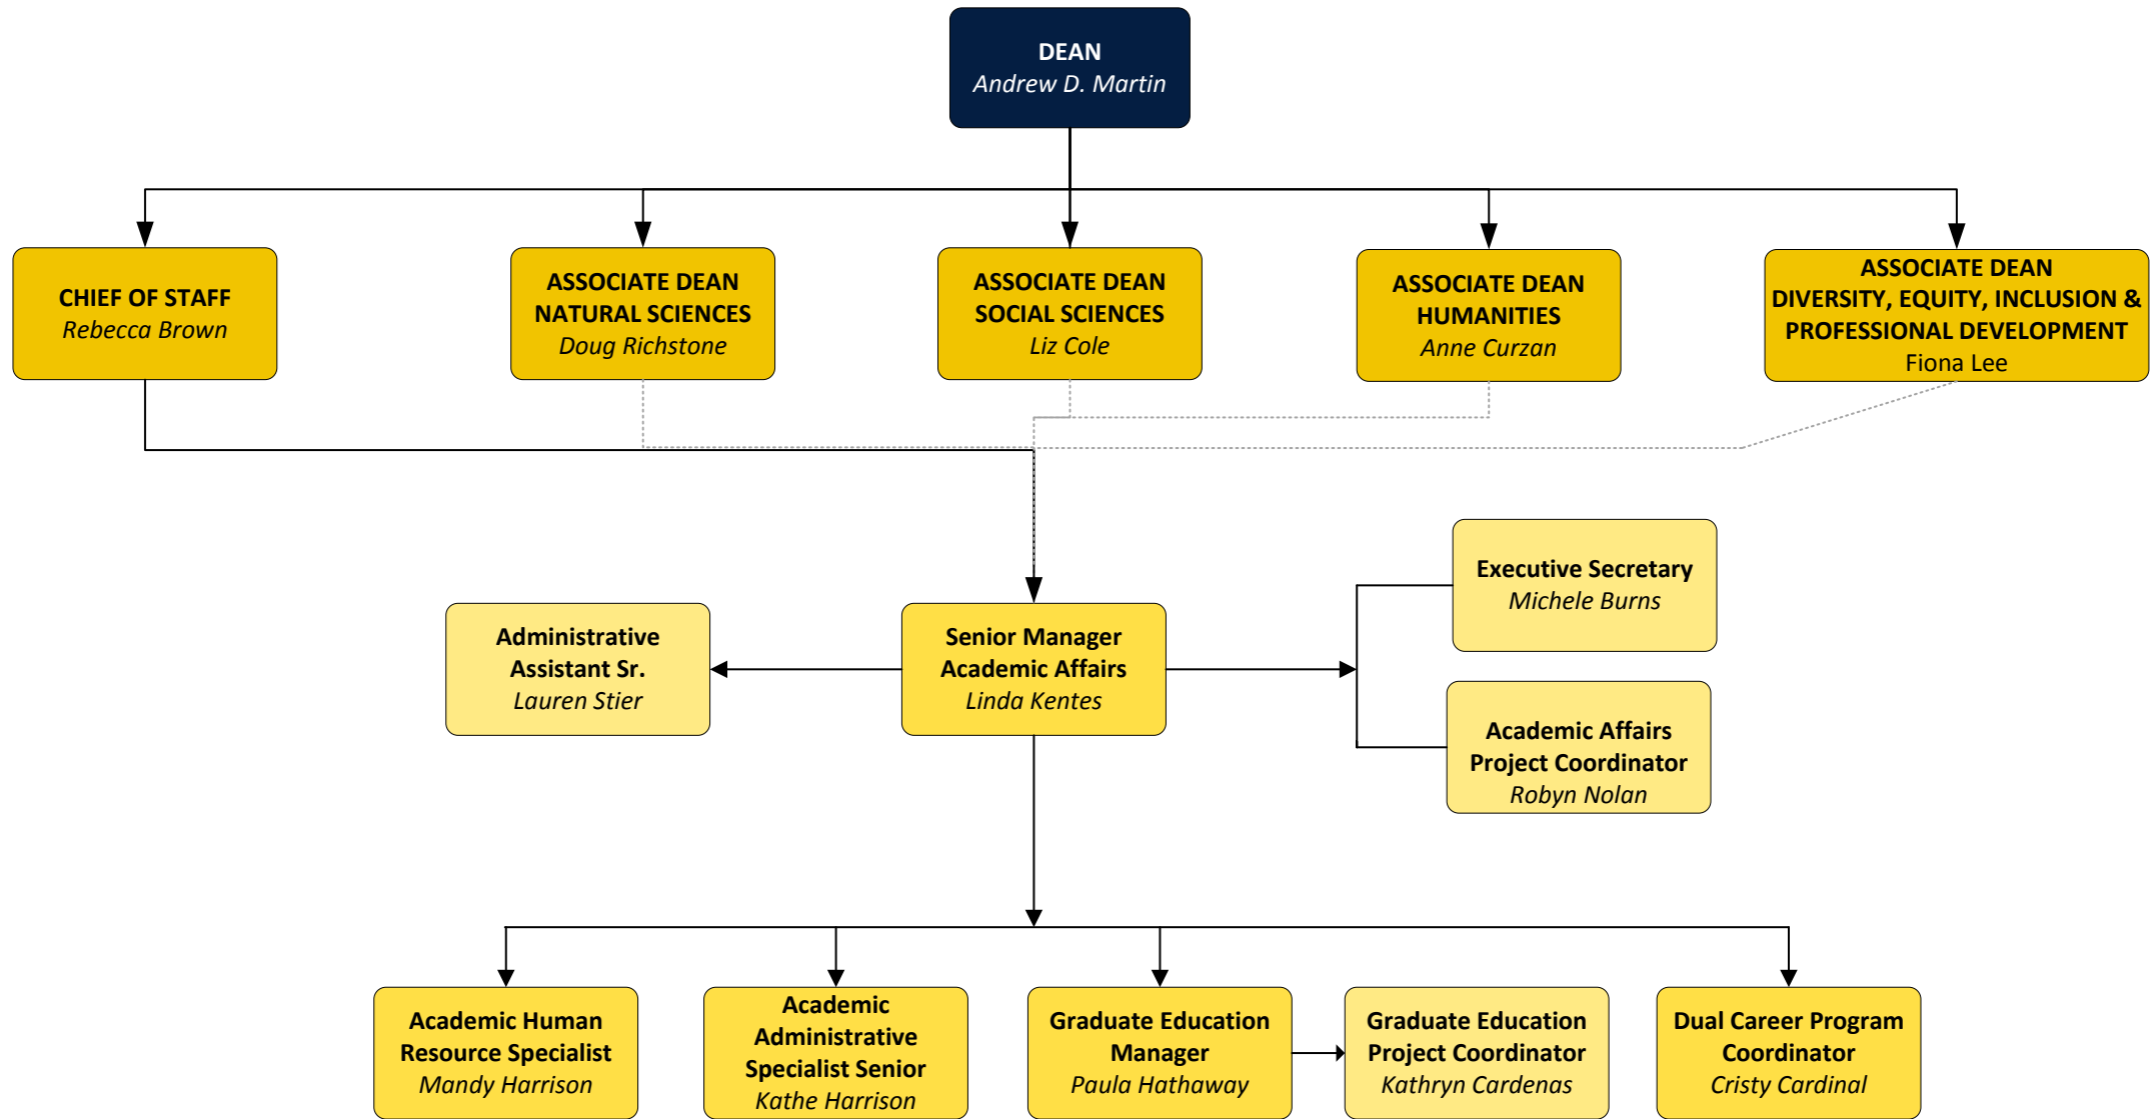 DEAN
Andrew D. Martin
CHIEF OF STAFF
Rebecca Brown
ASSOCIATE DEAN
NATURAL SCIENCES
Doug Richstone
ASSOCIATE DEAN
SOCIAL SCIENCES
Liz Cole
ASSOCIATE DEAN
HUMANITIES
Anne Curzan
ASSOCIATE DEAN
DIVERSITY, EQUITY, INCLUSION &
PROFESSIONAL DEVELOPMENT
Fiona Lee
Administrative
Assistant Sr.
Lauren Stier
Senior Manager
Academic Affairs
Linda Kentes
Executive Secretary
Michele Burns
Academic Affairs
Project Coordinator
Robyn Nolan
Academic Human
Resource Specialist
Mandy Harrison
Academic
Administrative
Specialist Senior
Kathe Harrison
Graduate Education
Manager
Paula Hathaway
Graduate Education
Project Coordinator
Kathryn Cardenas
Dual Career Program
Coordinator
Cristy Cardinal